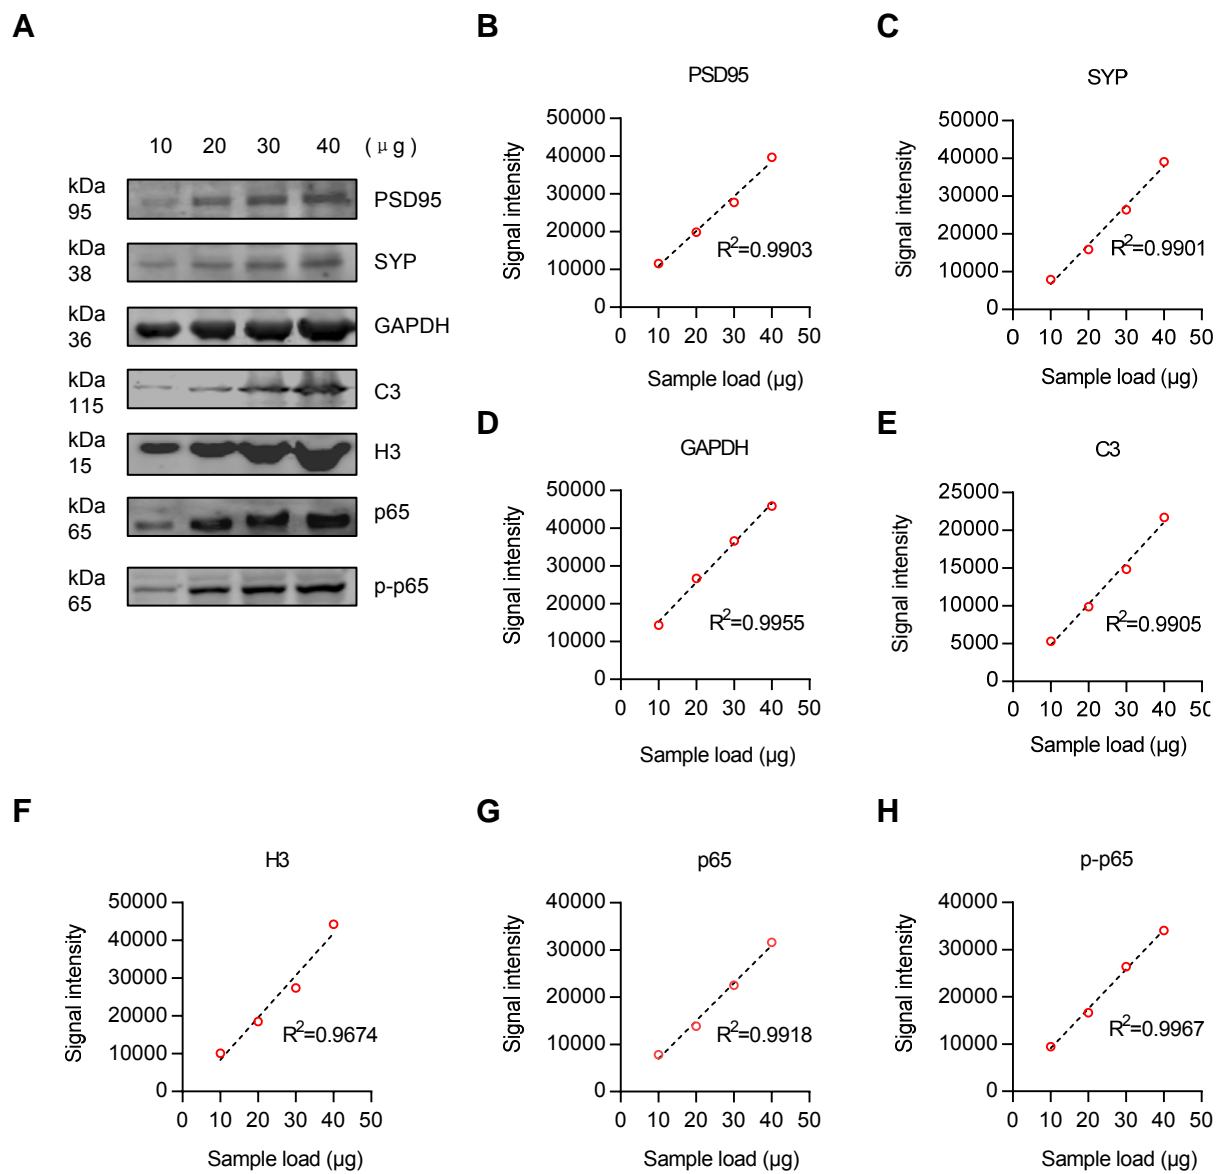 A
10 20 30 40 (μg)
kDa
95
PSD95
kDa
38
SYP
kDa
36
GAPDH
kDa
115
C3
kDa
15
H3
kDa
65
p65
kDa
65
p-p65
B
PSD95
Signal intensity
50000
40000
30000
20000
10000
0
R²=0.9903
0 10 20 30 40 50
Sample load (µg)
C
SYP
Signal intensity
50000
40000
30000
20000
10000
0
R²=0.9901
0 10 20 30 40 50
Sample load (µg)
D
GAPDH
Signal intensity
50000
40000
30000
20000
10000
0
R²=0.9955
0 10 20 30 40 50
Sample load (µg)
E
C3
Signal intensity
25000
20000
15000
10000
5000
0
R²=0.9905
0 10 20 30 40 50
Sample load (µg)
F
H3
Signal intensity
50000
40000
30000
20000
10000
0
R²=0.9674
0 10 20 30 40 50
Sample load (µg)
G
p65
Signal intensity
40000
30000
20000
10000
0
R²=0.9918
0 10 20 30 40 50
Sample load (µg)
H
p-p65
Signal intensity
40000
30000
20000
10000
0
R²=0.9967
0 10 20 30 40 50
Sample load (µg)